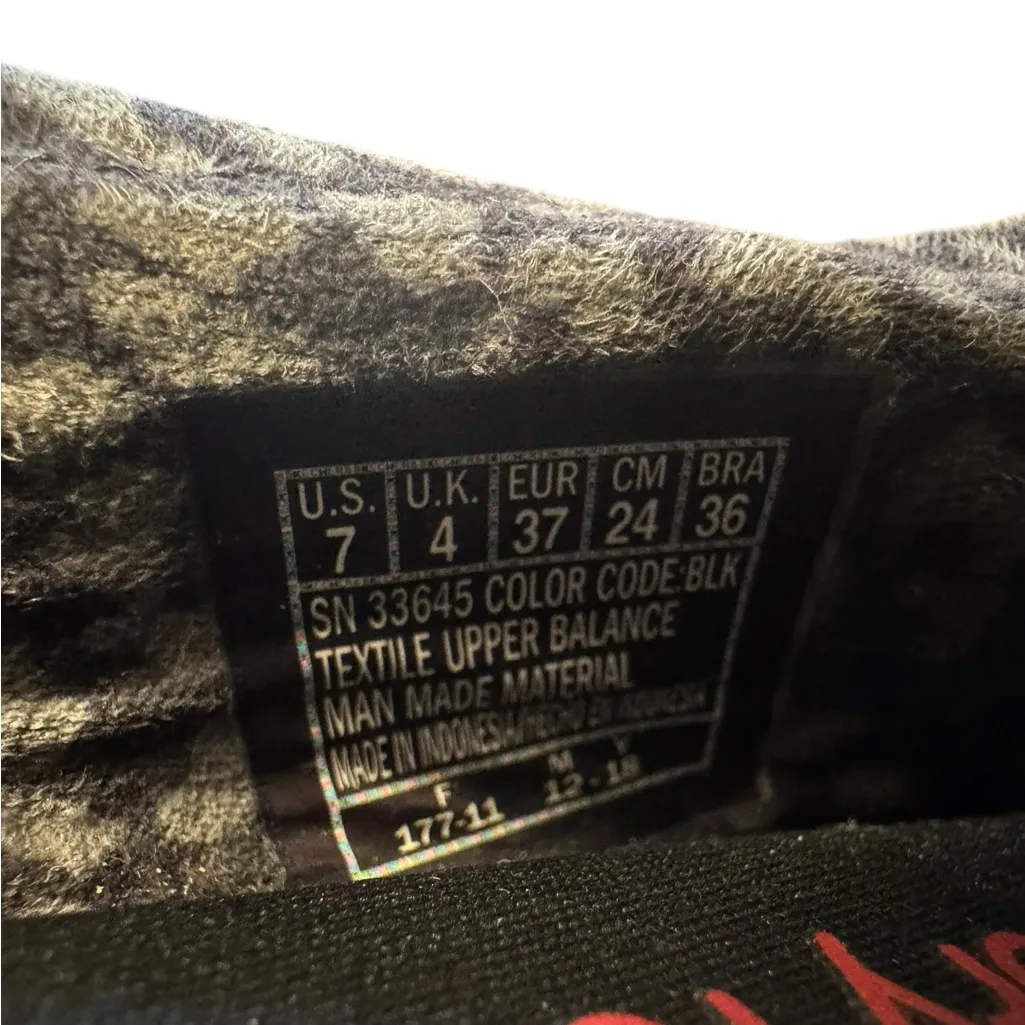 U.S. U.K. EUR CM BRA
7 4 37 24 36
SN 33645 COLOR CODE:BLK
TEXTILE UPPER BALANCE
MAN MADE MATERIAL
MADE IN INDONESIA/HECHO EN INDONESIA
F M Y
177-11 12-18